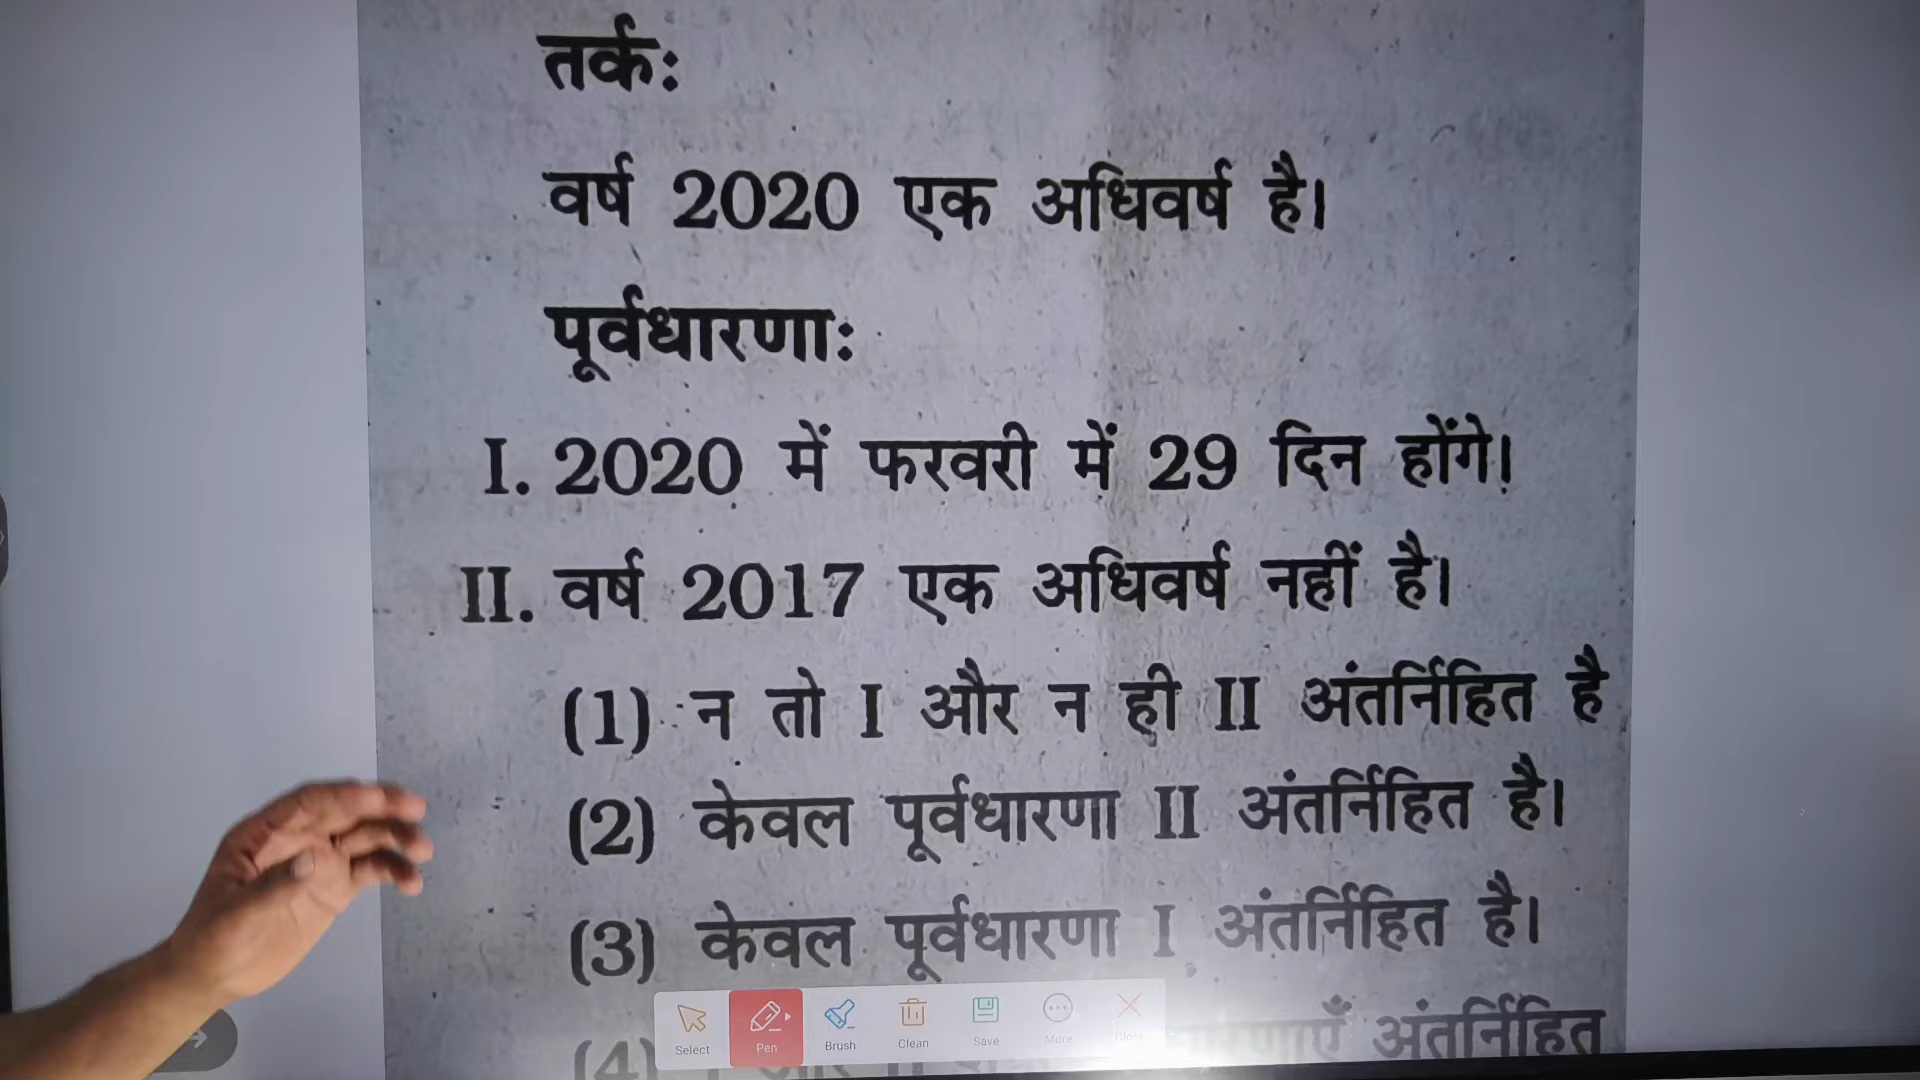 तर्कः
वर्ष 2020 एक अधिवर्ष है।
पूर्वधारणाः
I. 2020 में फरवरी में 29 दिन होंगे।
II. वर्ष 2017 एक अधिवर्ष नहीं है।
(1) न तो I और न ही II अंतर्निहित है
(2) केवल पूर्वधारणा II अंतर्निहित है।
(3) केवल पूर्वधारणा I अंतर्निहित है।
(4) अंतर्निहित
Select Pen Brush Clean Save More Close